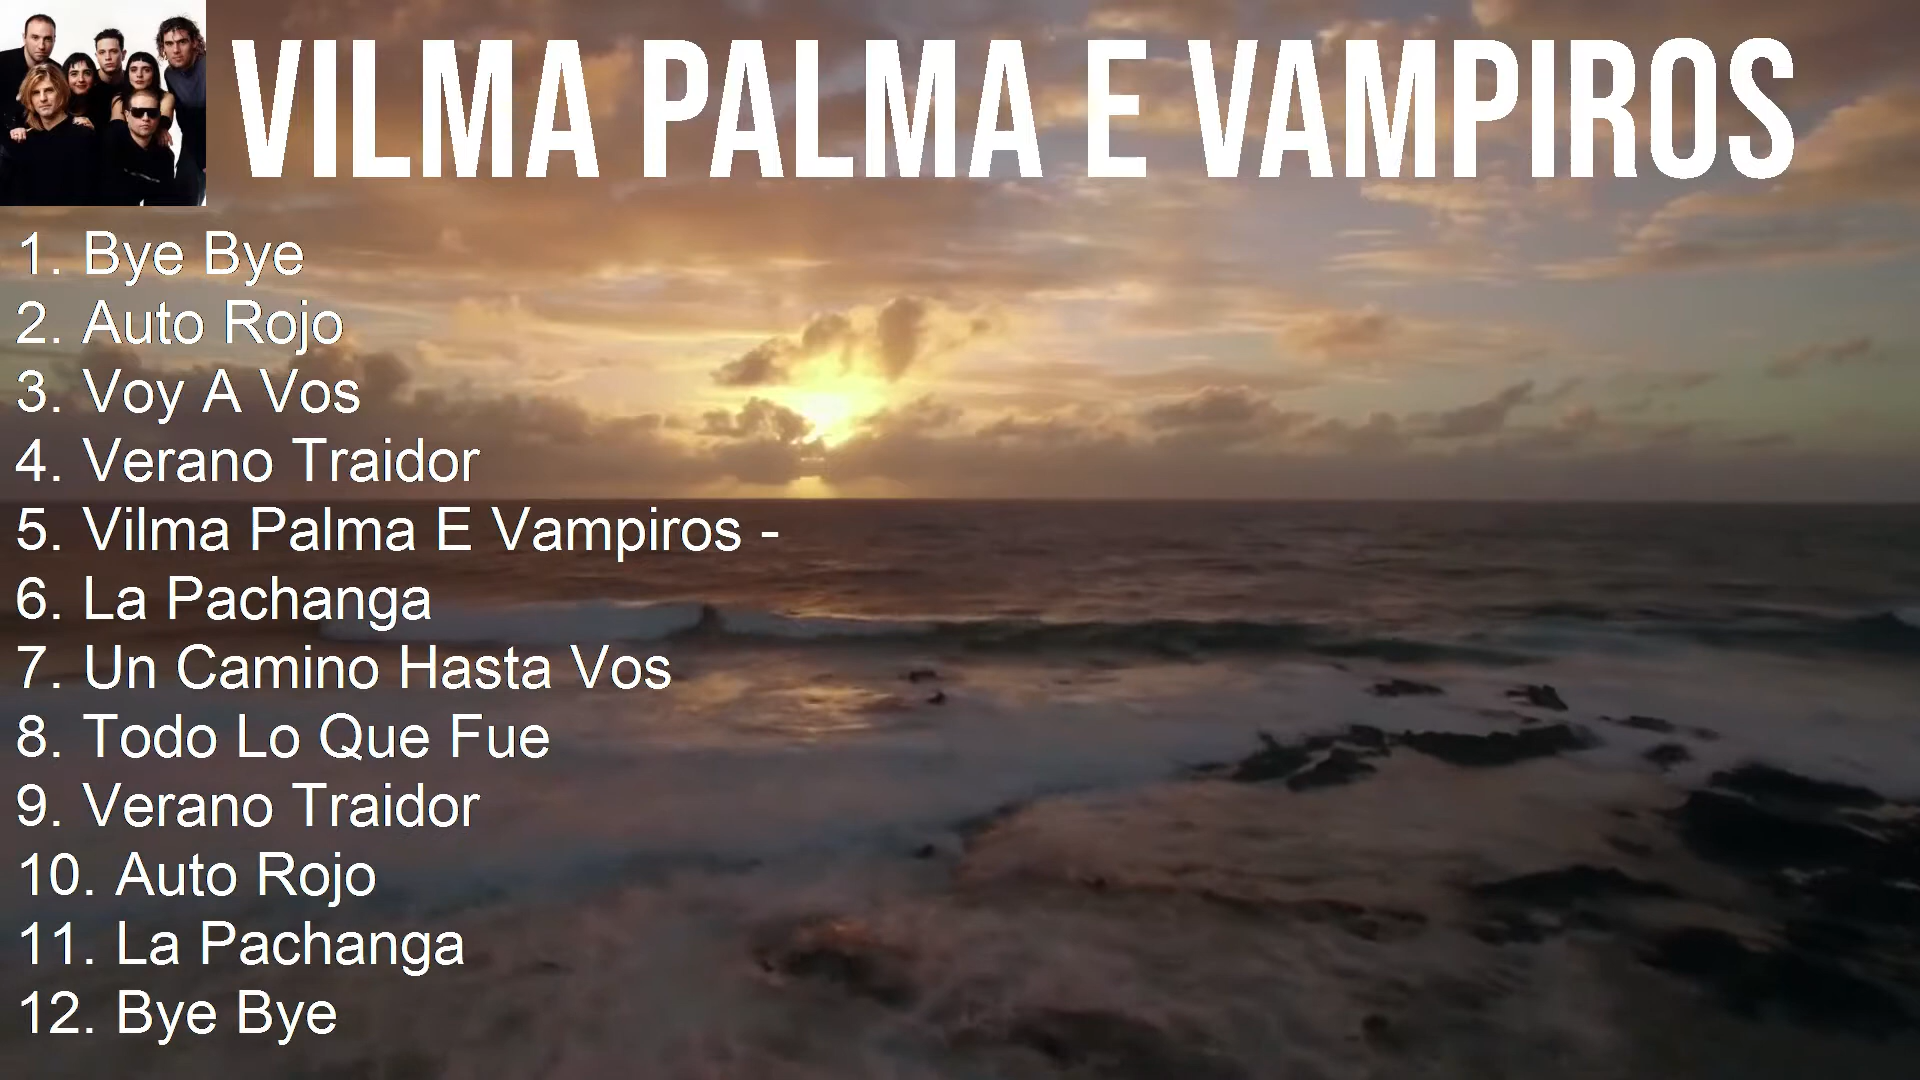 VILMA PALMA E VAMPIROS
1. Bye Bye
2. Auto Rojo
3. Voy A Vos
4. Verano Traidor
5. Vilma Palma E Vampiros -
6. La Pachanga
7. Un Camino Hasta Vos
8. Todo Lo Que Fue
9. Verano Traidor
10. Auto Rojo
11. La Pachanga
12. Bye Bye